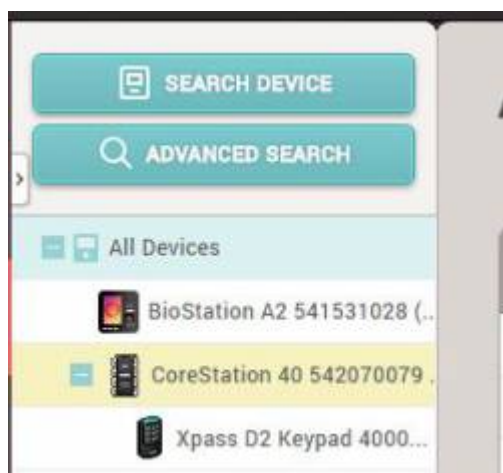 SEARCH DEVICE
ADVANCED SEARCH
All Devices
BioStation A2 541531028 (..
CoreStation 40 542070079 .
Xpass D2 Keypad 4000...